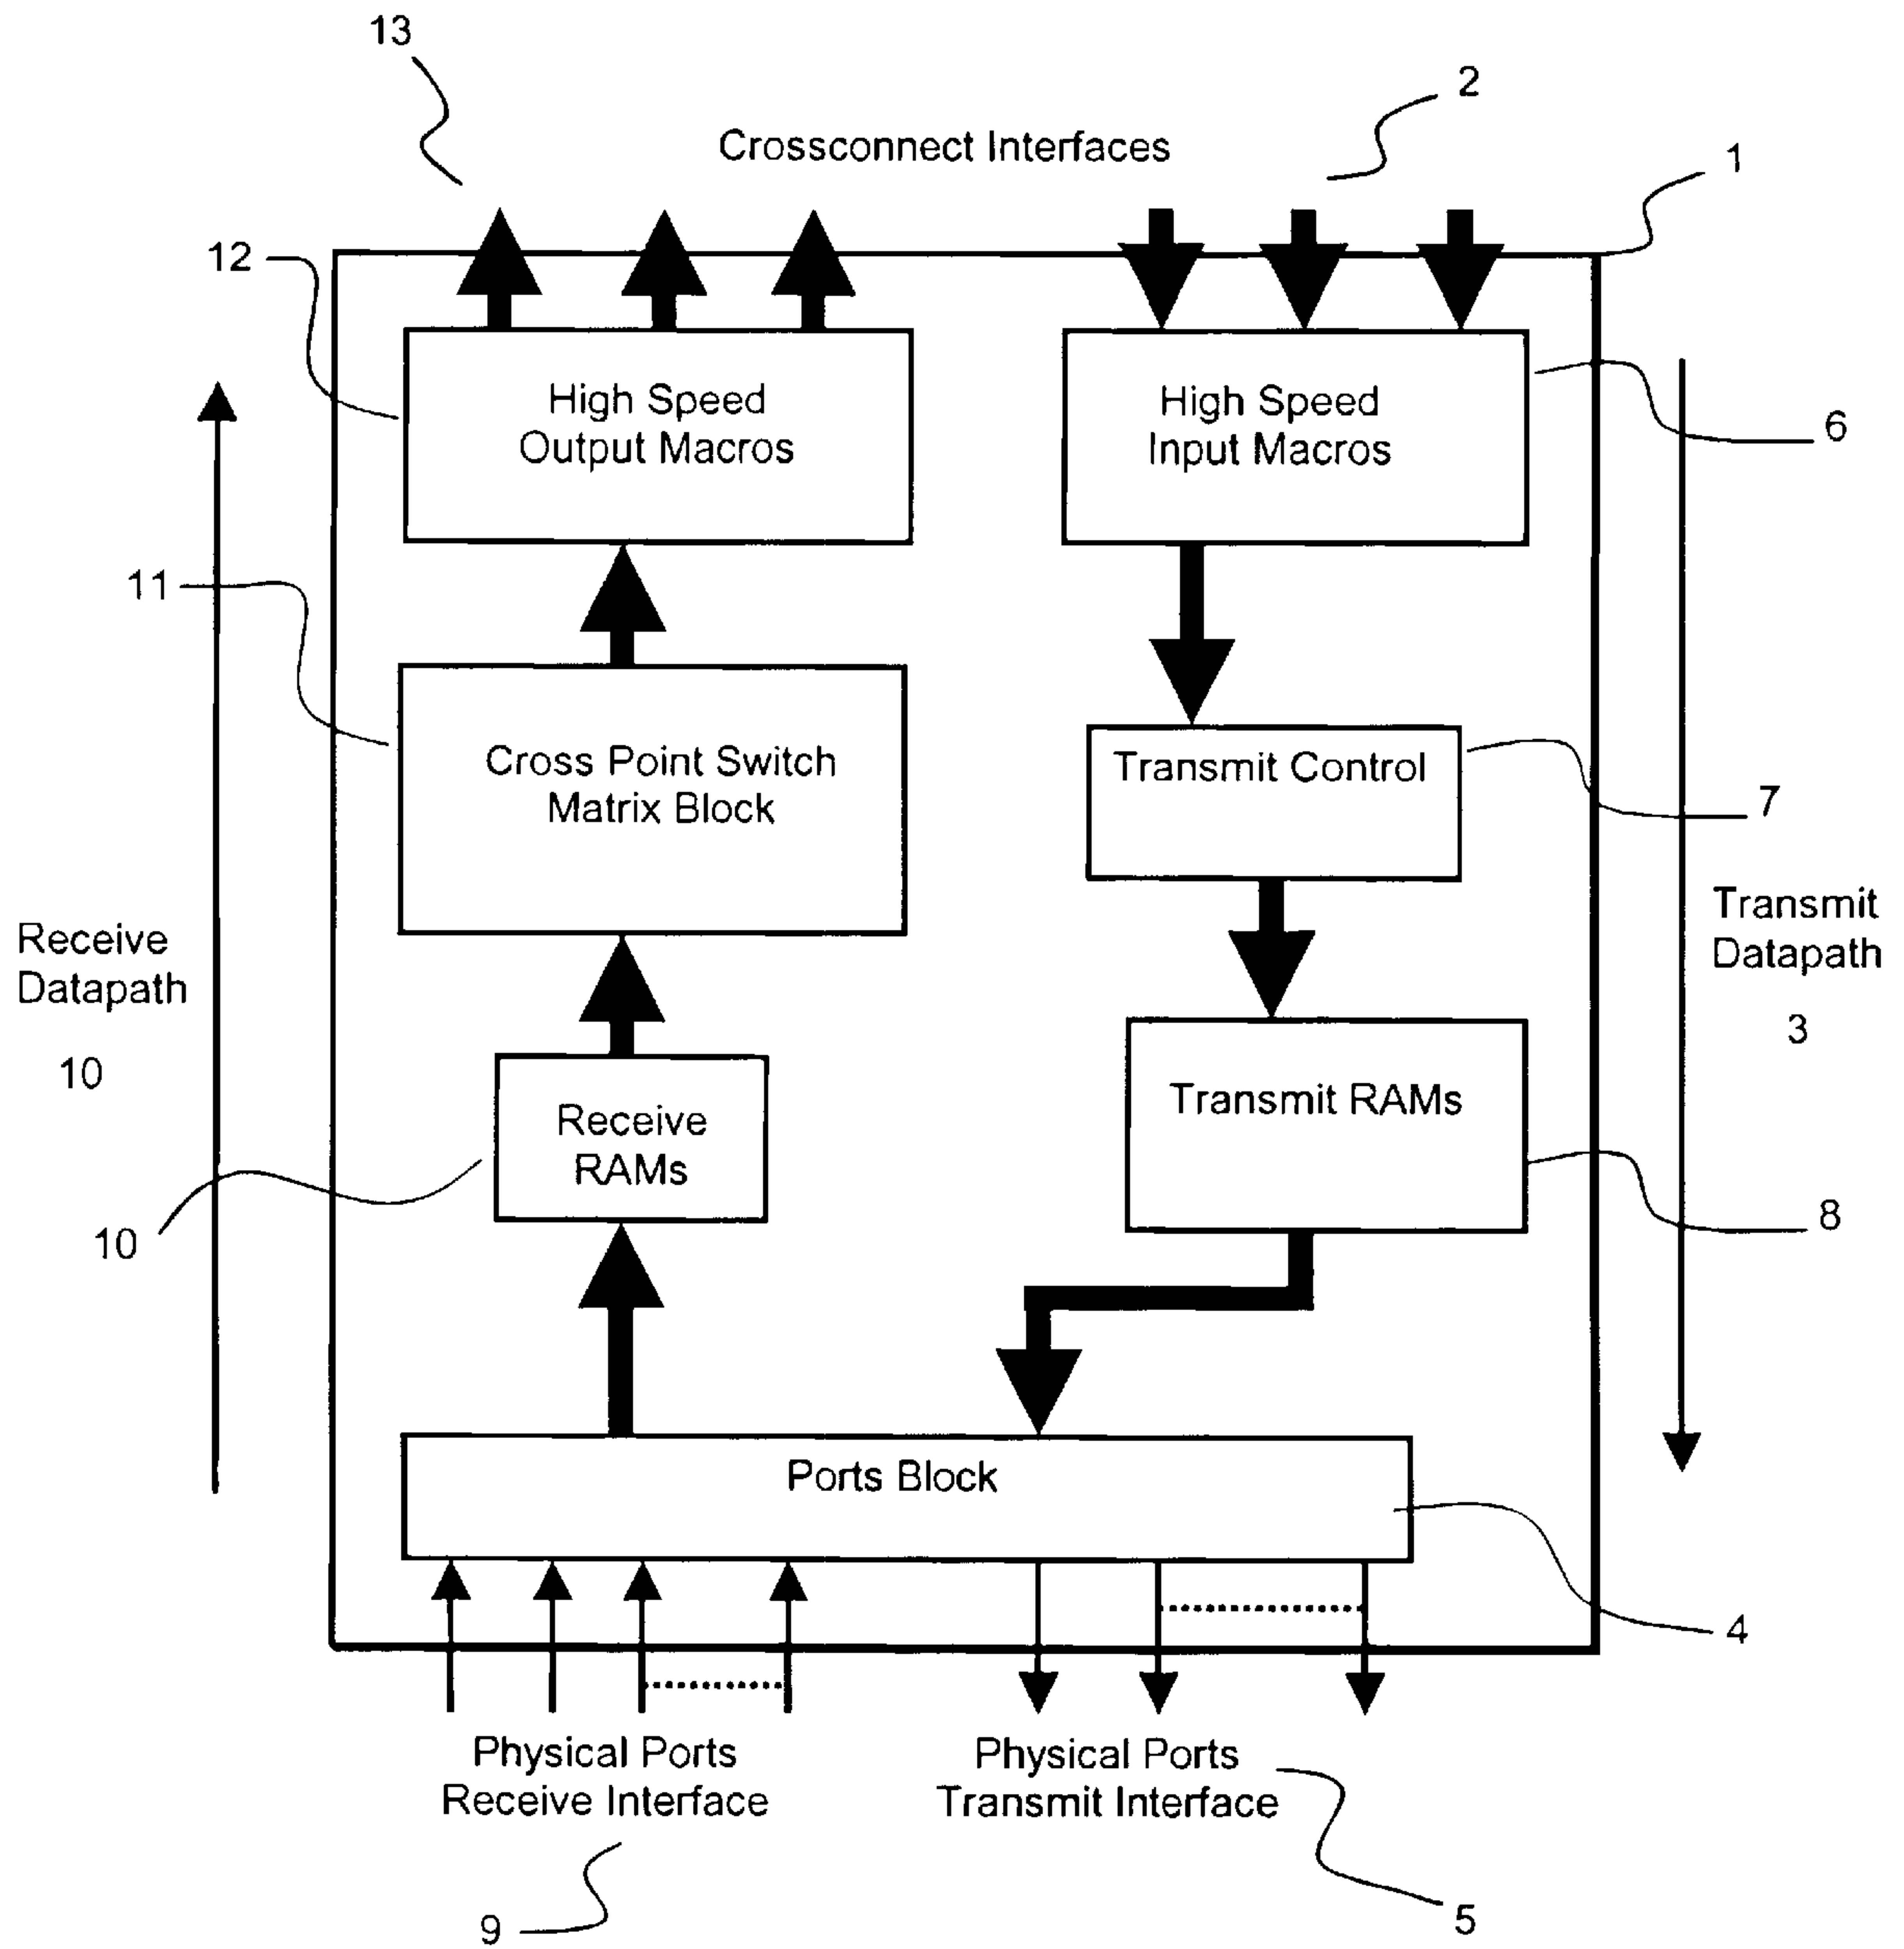 13
2
Crossconnect Interfaces
1
12
High Speed
Output Macros
High Speed
Input Macros
6
11
Cross Point Switch
Matrix Block
Transmit Control
7
Receive
Datapath
10
Transmit
Datapath
3
Receive
RAMs
Transmit RAMs
10
8
Ports Block
4
Physical Ports
Receive Interface
Physical Ports
Transmit Interface
9
5